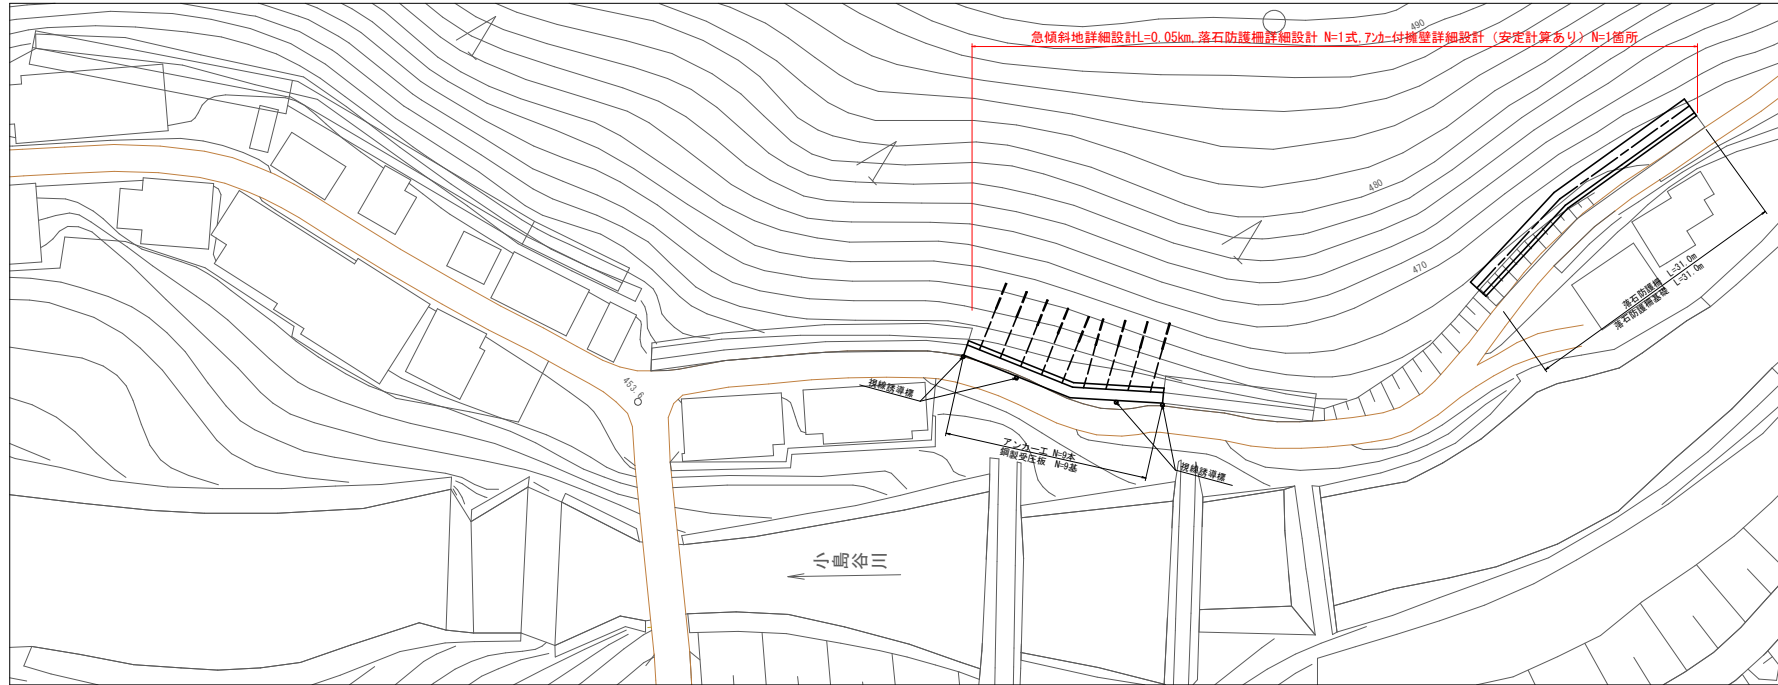 490
急傾斜地詳細設計L=0.05km,落石防護柵詳細設計 N=1式,ｱﾝｶｰ付擁壁詳細設計（安定計算あり）N=1箇所
480
470
落石防護柵 L=31.0m
落石防護柵基礎 L=31.0m
453.6
視線誘導標
アンカー工 N=9本
鋼製受圧板 N=9基
視線誘導標
小島谷川